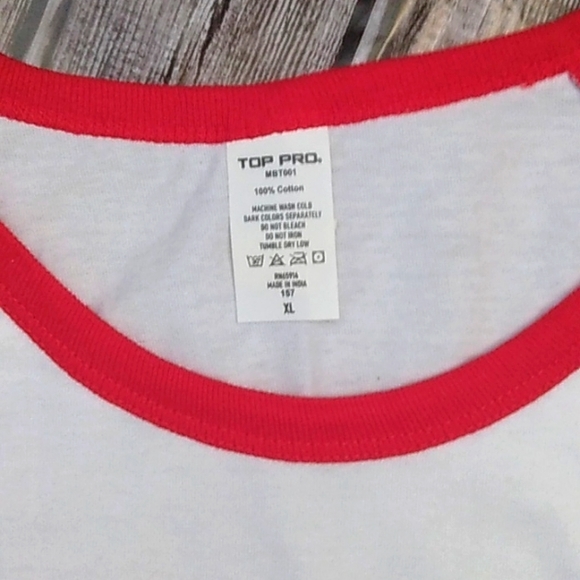 TOP PRO.
MBT001
100% Cotton
MACHINE WASH COLD
DARK COLORS SEPARATELY
DO NOT BLEACH
DO NOT IRON
TUMBLE DRY LOW
RN65914
MADE IN INDIA
157
XL